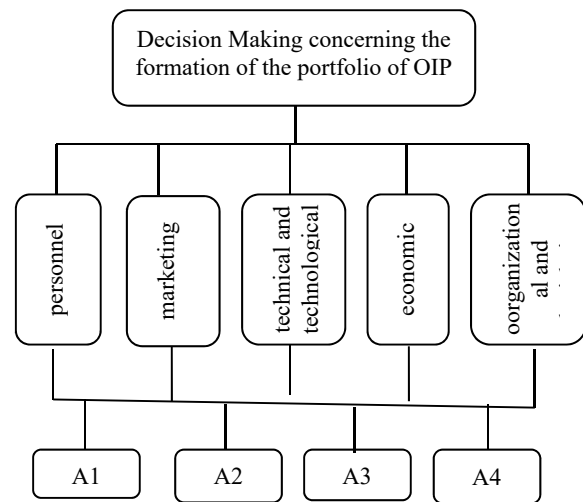 Decision Making concerning the
formation of the portfolio of OIP
personnel
marketing
technical and
technological
economic
oorganization
al and
A1
A2
A3
A4